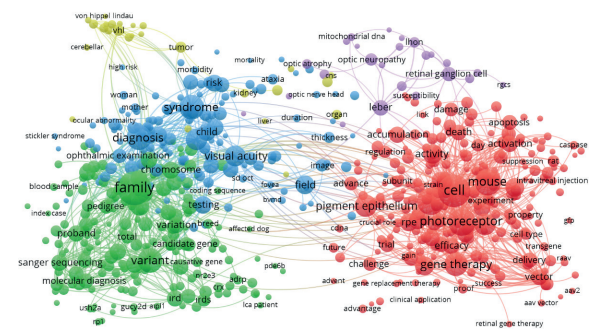 von hippel lindau
vhl
cerebellar
tumor
mitochondrial dna
lhon
optic neuropathy
high risk
morbidity
mortality
optic atrophy
retinal ganglion cell
woman
risk
ataxia
cns
rgcs
mother
kidney
optic nerve head
susceptibility
ocular abnormality
syndrome
organ
leber
link
damage
liver
duration
apoptosis
stickler syndrome
diagnosis
child
thickness
accumulation
death
day
activation
caspase
ophthalmic examination
visual acuity
regulation
activity
suppression
rat
chromosome
sd oct
image
blood sample
family
coding sequence
fovea
field
advance
subunit
strain
cell
mouse
intravitreal injection
experiment
index case
pedigree
testing
bvmd
pigment epithelium
crucial role
rpe
photoreceptor
property
gfp
proband
total
variation
breed
affected dog
cdna
cell type
candidate gene
future
trial
efficacy
transgene
sanger sequencing
variant
causative gene
pde6b
challenge
gain
gene therapy
delivery
raav
molecular diagnosis
nr2e3
adrp
advant
gene replacement therapy
proof
success
vector
aav2
crx
ird
irds
lca patient
clinical application
aav vector
ush2a
gucy2d
aipl1
advantage
rp1
retinal gene therapy